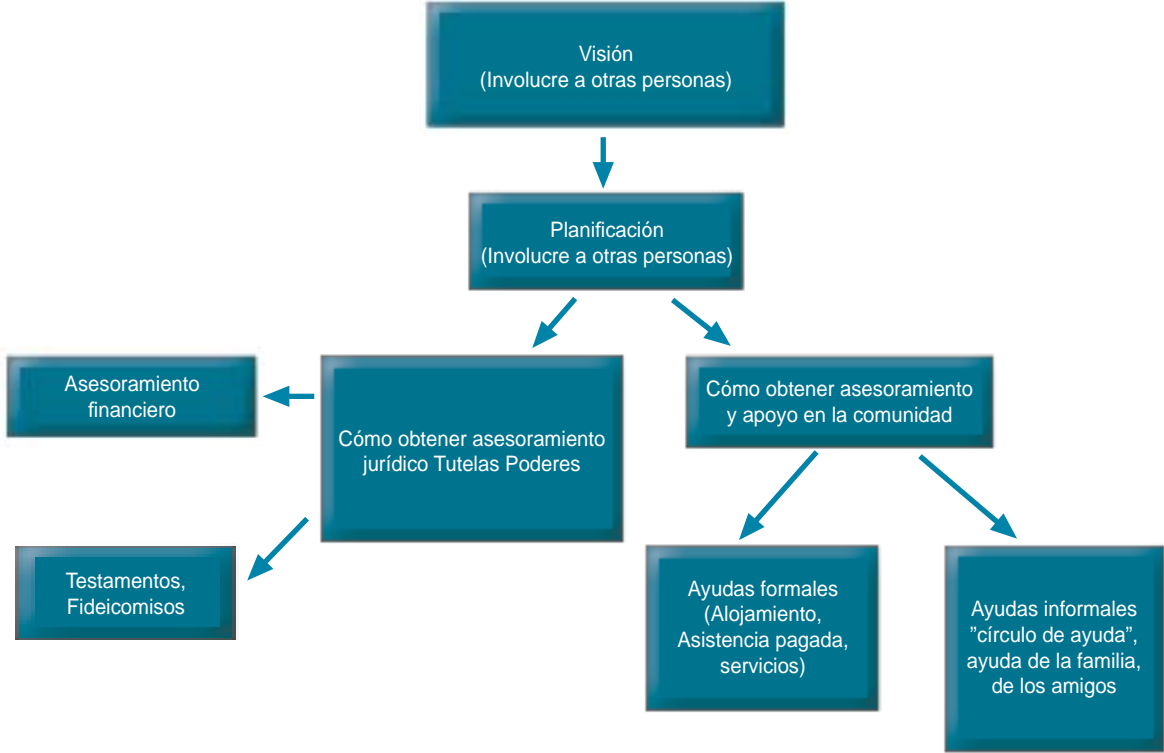 Visión
(Involucre a otras personas)
Planificación
(Involucre a otras personas)
Asesoramiento
financiero
Cómo obtener asesoramiento
jurídico Tutelas Poderes
Cómo obtener asesoramiento
y apoyo en la comunidad
Testamentos,
Fideicomisos
Ayudas formales
(Alojamiento,
Asistencia pagada,
servicios)
Ayudas informales
”círculo de ayuda”,
ayuda de la familia,
de los amigos